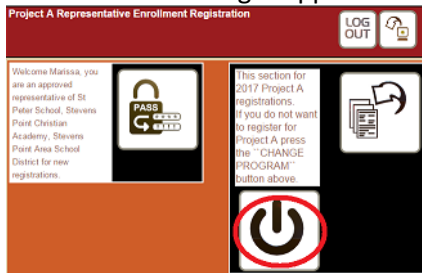 Project A Representative Enrollment Registration
LOG
OUT
Welcome Marissa, you
are an approved
representative of St
Peter School, Stevens
Point Christian
Academy, Stevens
Point Area School
District for new
registrations.
PASS
This section for
2017 Project A
registrations.
If you do not want
to register for
Project A press
the ``CHANGE
PROGRAM``
button above.